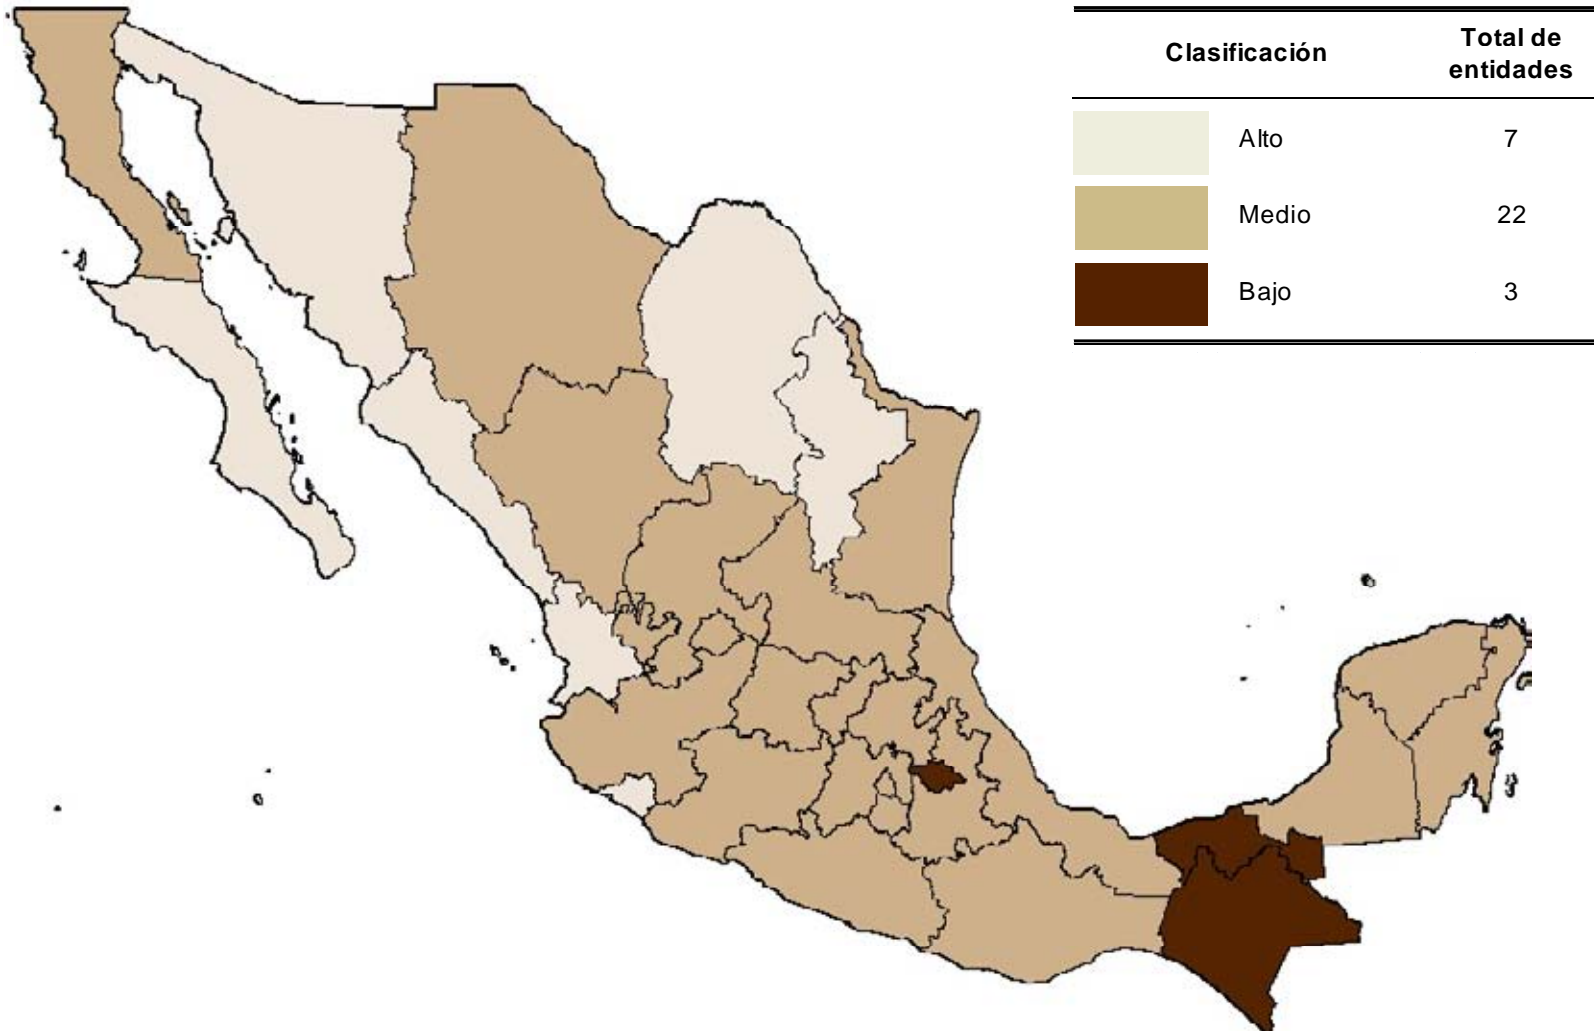 Clasificación Total de
entidades
Alto 7
Medio 22
Bajo 3